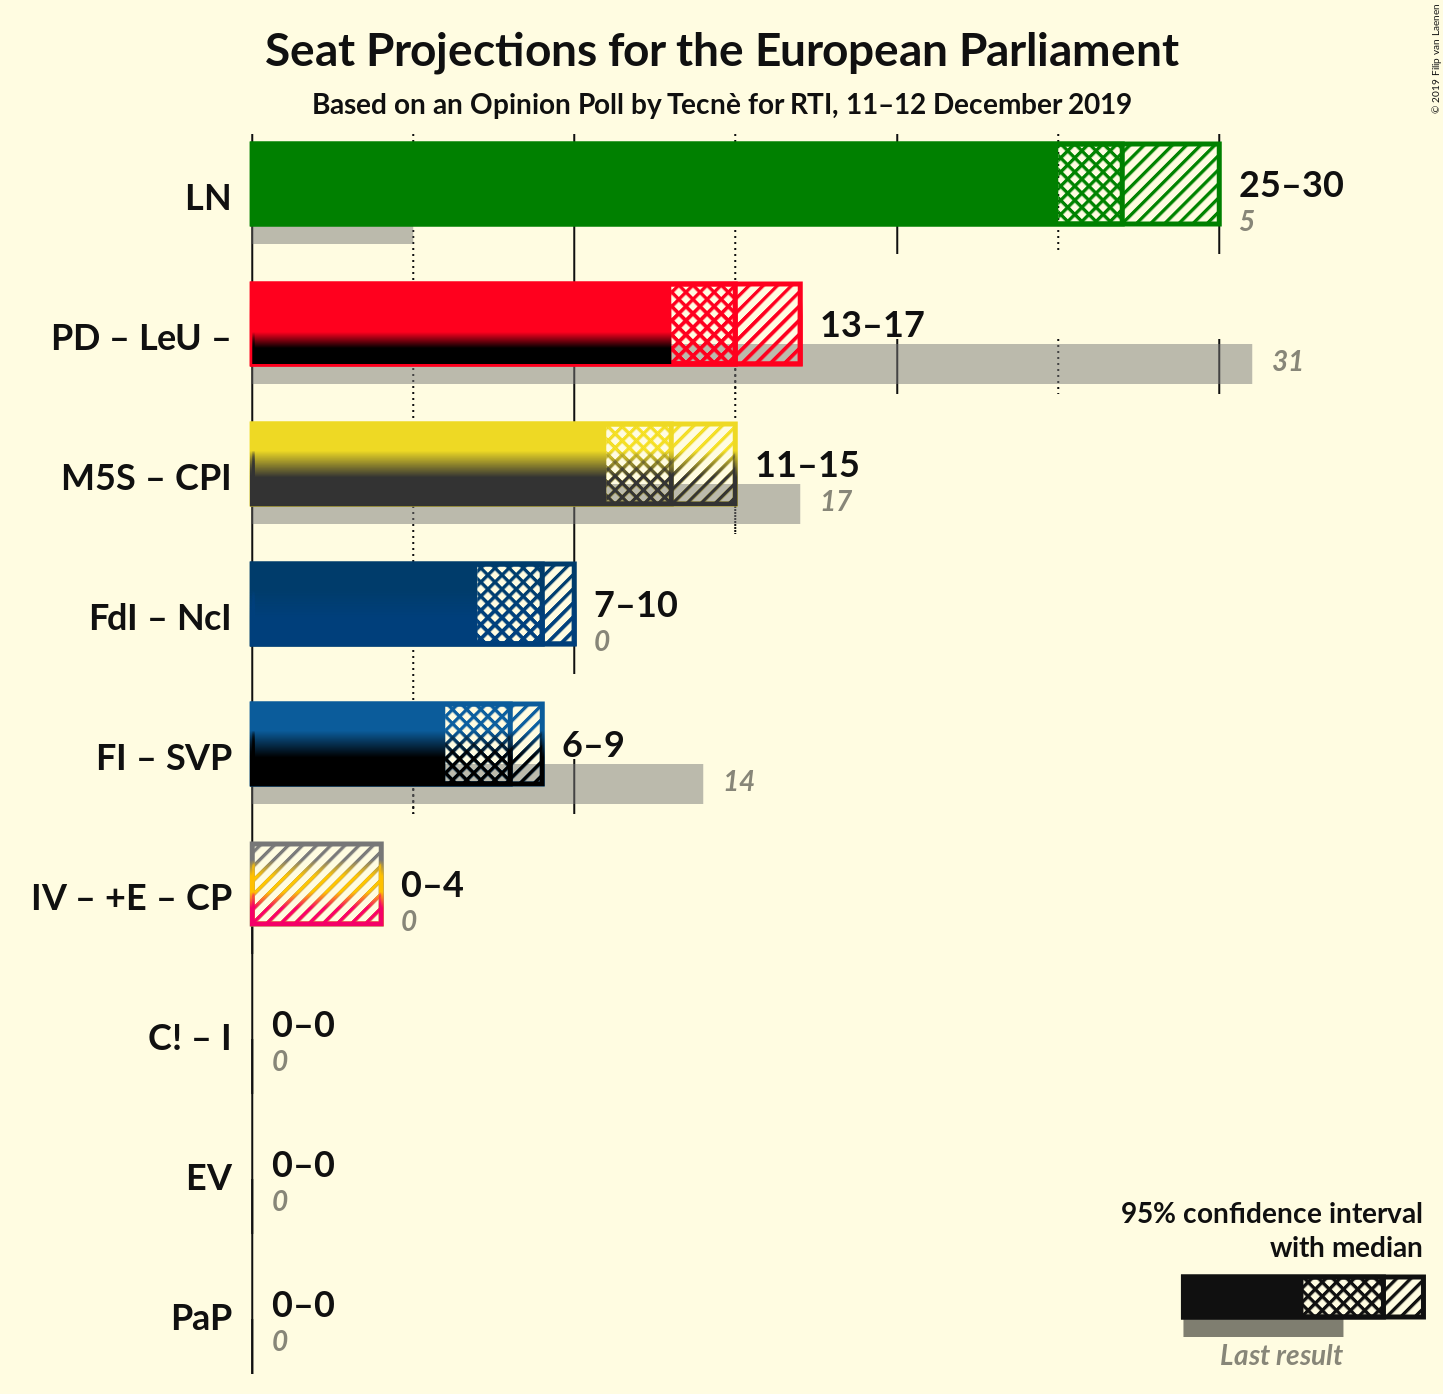 Seat Projections for the European Parliament
Based on an Opinion Poll by Tecnè for RTI, 11–12 December 2019
© 2019 Filip van Laenen
LN
25–30
5
PD – LeU –
13–17
31
M5S – CPI
11–15
17
FdI – NcI
7–10
0
FI – SVP
6–9
14
IV – +E – CP
0–4
0
C! – I
0–0
0
EV
0–0
0
PaP
0–0
0
95% confidence interval
with median
Last result